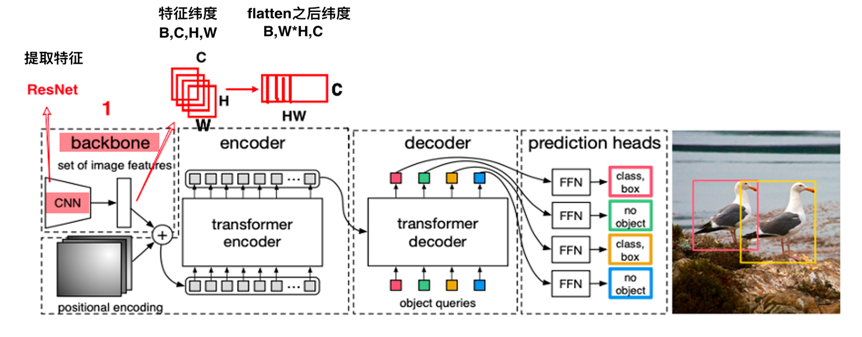 特征纬度
B,C,H,W
flatten之后纬度
B,W*H,C
提取特征
ResNet
1
C
H
W
C
HW
backbone
set of image features
CNN
+
positional encoding
encoder
...
transformer
encoder
...
decoder
transformer
decoder
object queries
prediction heads
FFN
class,
box
FFN
no
object
FFN
class,
box
FFN
no
object